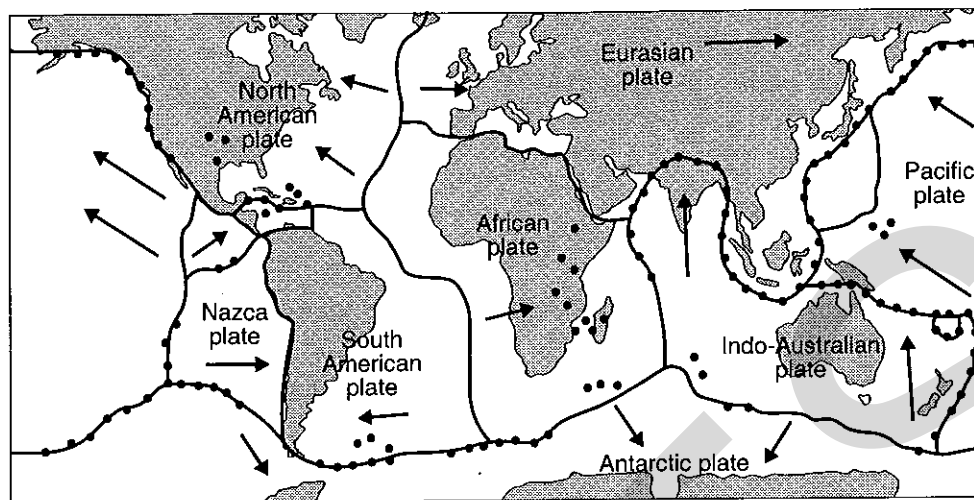 Eurasian
plate
North
American
plate
Pacific
plate
African
plate
Nazca
plate
South
American
plate
Indo-Australian
plate
Antarctic plate